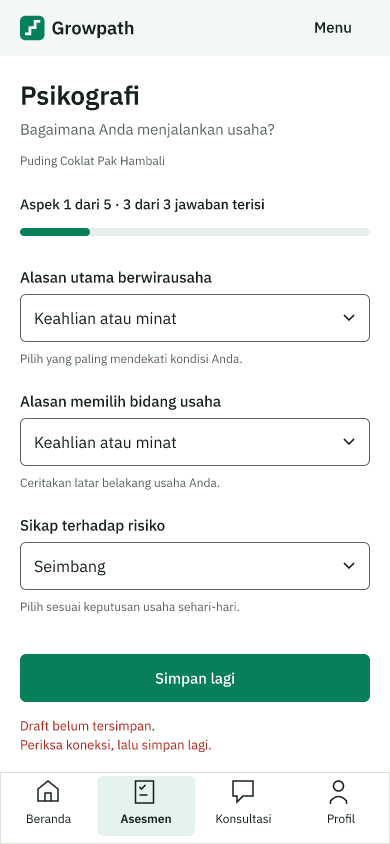 Growpath
Menu
Psikografi
Bagaimana Anda menjalankan usaha?
Puding Coklat Pak Hambali
Aspek 1 dari 5 · 3 dari 3 jawaban terisi
Alasan utama berwirausaha
Keahlian atau minat
Pilih yang paling mendekati kondisi Anda.
Alasan memilih bidang usaha
Keahlian atau minat
Ceritakan latar belakang usaha Anda.
Sikap terhadap risiko
Seimbang
Pilih sesuai keputusan usaha sehari-hari.
Simpan lagi
Draft belum tersimpan.
Periksa koneksi, lalu simpan lagi.
Beranda
Asesmen
Konsultasi
Profil